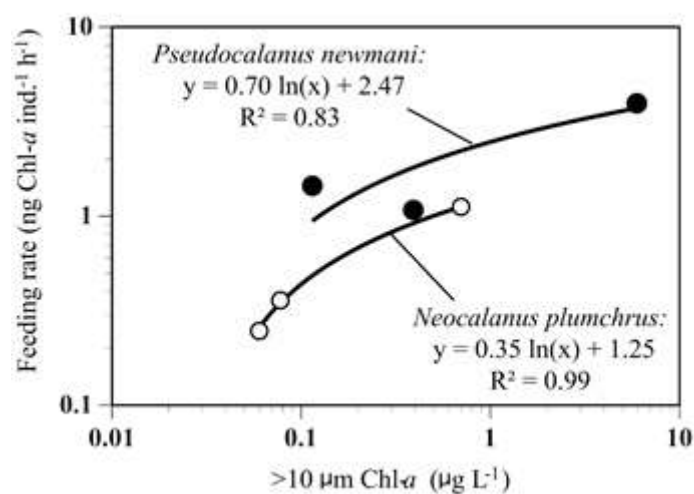 10
Pseudocalanus newmani:
y = 0.70 ln(x) + 2.47
R² = 0.83
1
Neocalanus plumchrus:
y = 0.35 ln(x) + 1.25
R² = 0.99
0.1
0.01 0.1 1 10
>10 μm Chl-a (μg L⁻¹)
Feeding rate (ng Chl-a ind.⁻¹ h⁻¹)